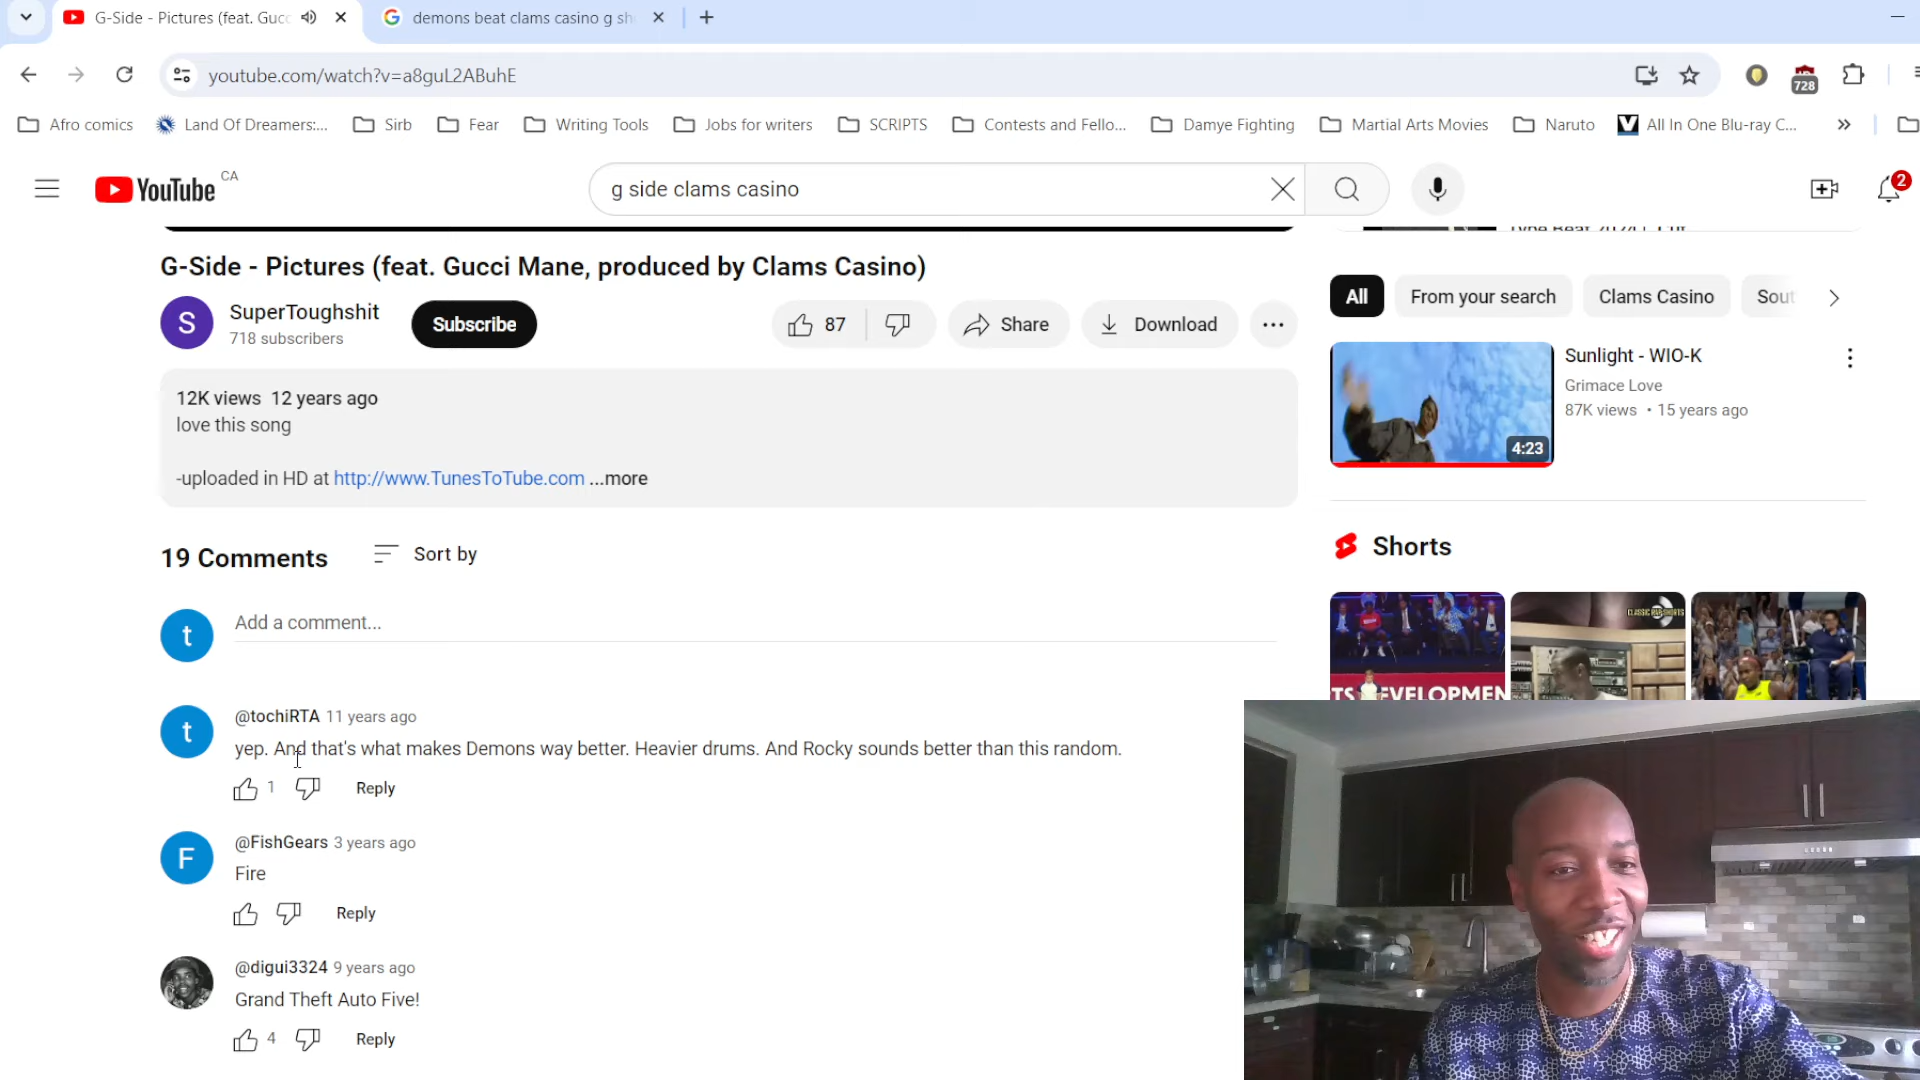 G-Side - Pictures (feat. Gucc
demons beat clams casino g sh
youtube.com/watch?v=a8guL2ABuhE
728
Afro comics
Land Of Dreamers:...
Sirb
Fear
Writing Tools
Jobs for writers
SCRIPTS
Contests and Fello...
Damye Fighting
Martial Arts Movies
Naruto
All In One Blu-ray C...
YouTube CA
g side clams casino
2
G-Side - Pictures (feat. Gucci Mane, produced by Clams Casino)
S
SuperToughshit
718 subscribers
Subscribe
87
Share
Download
12K views 12 years ago
love this song
-uploaded in HD at http://www.TunesToTube.com ...more
19 Comments
Sort by
t
Add a comment...
t
@tochiRTA 11 years ago
yep. And that's what makes Demons way better. Heavier drums. And Rocky sounds better than this random.
1
Reply
F
@FishGears 3 years ago
Fire
Reply
@digui3324 9 years ago
Grand Theft Auto Five!
4
Reply
All
From your search
Clams Casino
Sout
4:23
Sunlight - WIO-K
Grimace Love
87K views • 15 years ago
Shorts
TS EVELOPMEN
CLASSIC RAP SHORTS